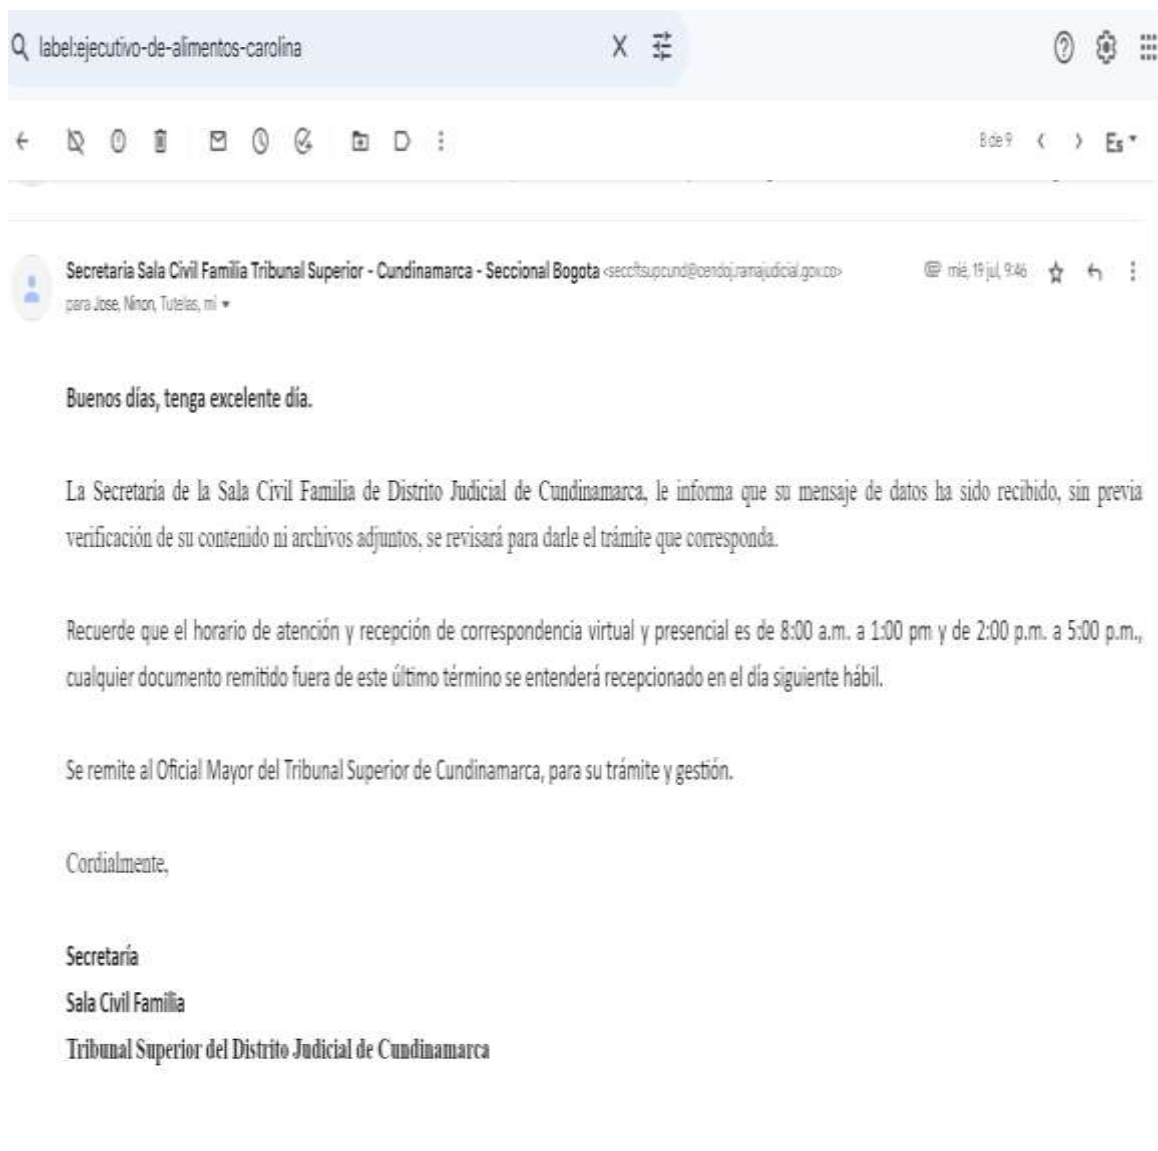 label:ejecutivo-de-alimentos-carolina
8 de 9
Es
Secretaria Sala Civil Familia Tribunal Superior - Cundinamarca - Seccional Bogota <seccftsupcund@cendoj.ramajudicial.gov.co>
mié, 19 jul, 9:46
para Jose, Ninon, Tutelas, mí
Buenos días, tenga excelente día.
La Secretaría de la Sala Civil Familia de Distrito Judicial de Cundinamarca, le informa que su mensaje de datos ha sido recibido, sin previa
verificación de su contenido ni archivos adjuntos, se revisará para darle el trámite que corresponda.
Recuerde que el horario de atención y recepción de correspondencia virtual y presencial es de 8:00 a.m. a 1:00 pm y de 2:00 p.m. a 5:00 p.m.,
cualquier documento remitido fuera de este último término se entenderá recepcionado en el día siguiente hábil.
Se remite al Oficial Mayor del Tribunal Superior de Cundinamarca, para su trámite y gestión.
Cordialmente,
Secretaría
Sala Civil Familia
Tribunal Superior del Distrito Judicial de Cundinamarca